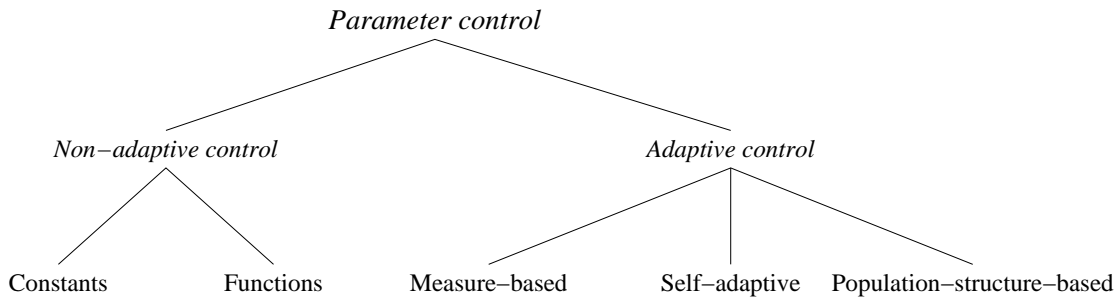 Parameter control
Non−adaptive control Adaptive control
Constants Functions Measure−based Self−adaptive Population−structure−based